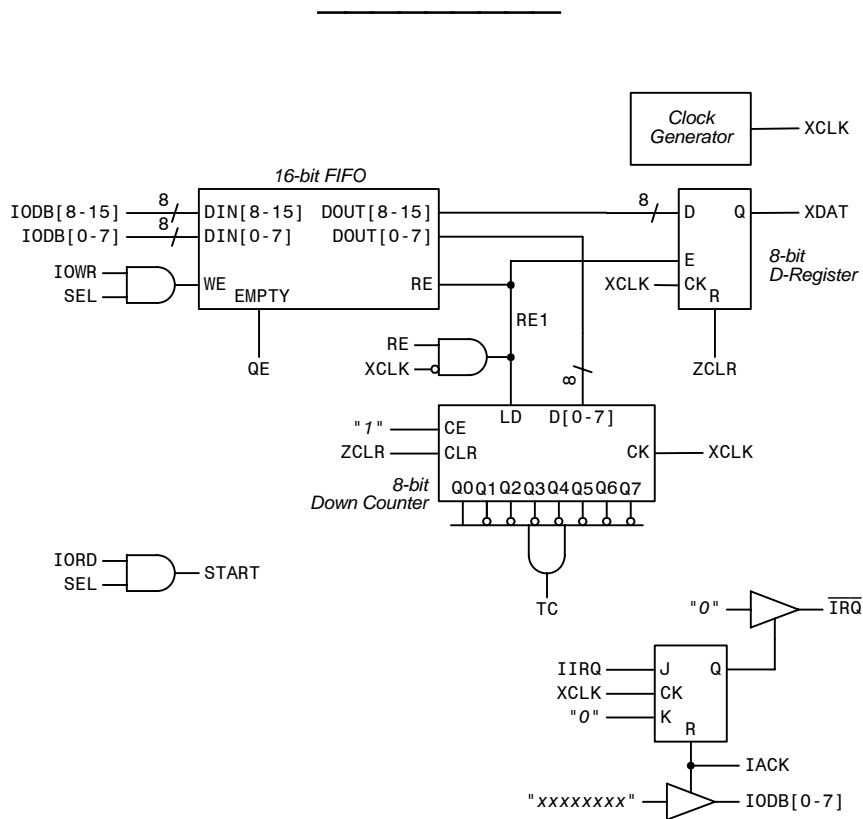 Clock
Generator
XCLK
16-bit FIFO
IODB[8-15]
8
DIN[8-15]
DOUT[8-15]
8
D
Q
XDAT
IODB[0-7]
8
DIN[0-7]
DOUT[0-7]
8-bit
D-Register
IOWR
SEL
WE
EMPTY
RE
E
XCLK
CK
R
QE
RE1
ZCLR
RE
XCLK
8
LD
D[0-7]
"1"
CE
ZCLR
CLR
CK
XCLK
8-bit
Down Counter
Q0 Q1 Q2 Q3 Q4 Q5 Q6 Q7
TC
IORD
SEL
START
"0"
IRQ
IIRQ
J
Q
XCLK
CK
"0"
K
R
IACK
"xxxxxxxx"
IODB[0-7]